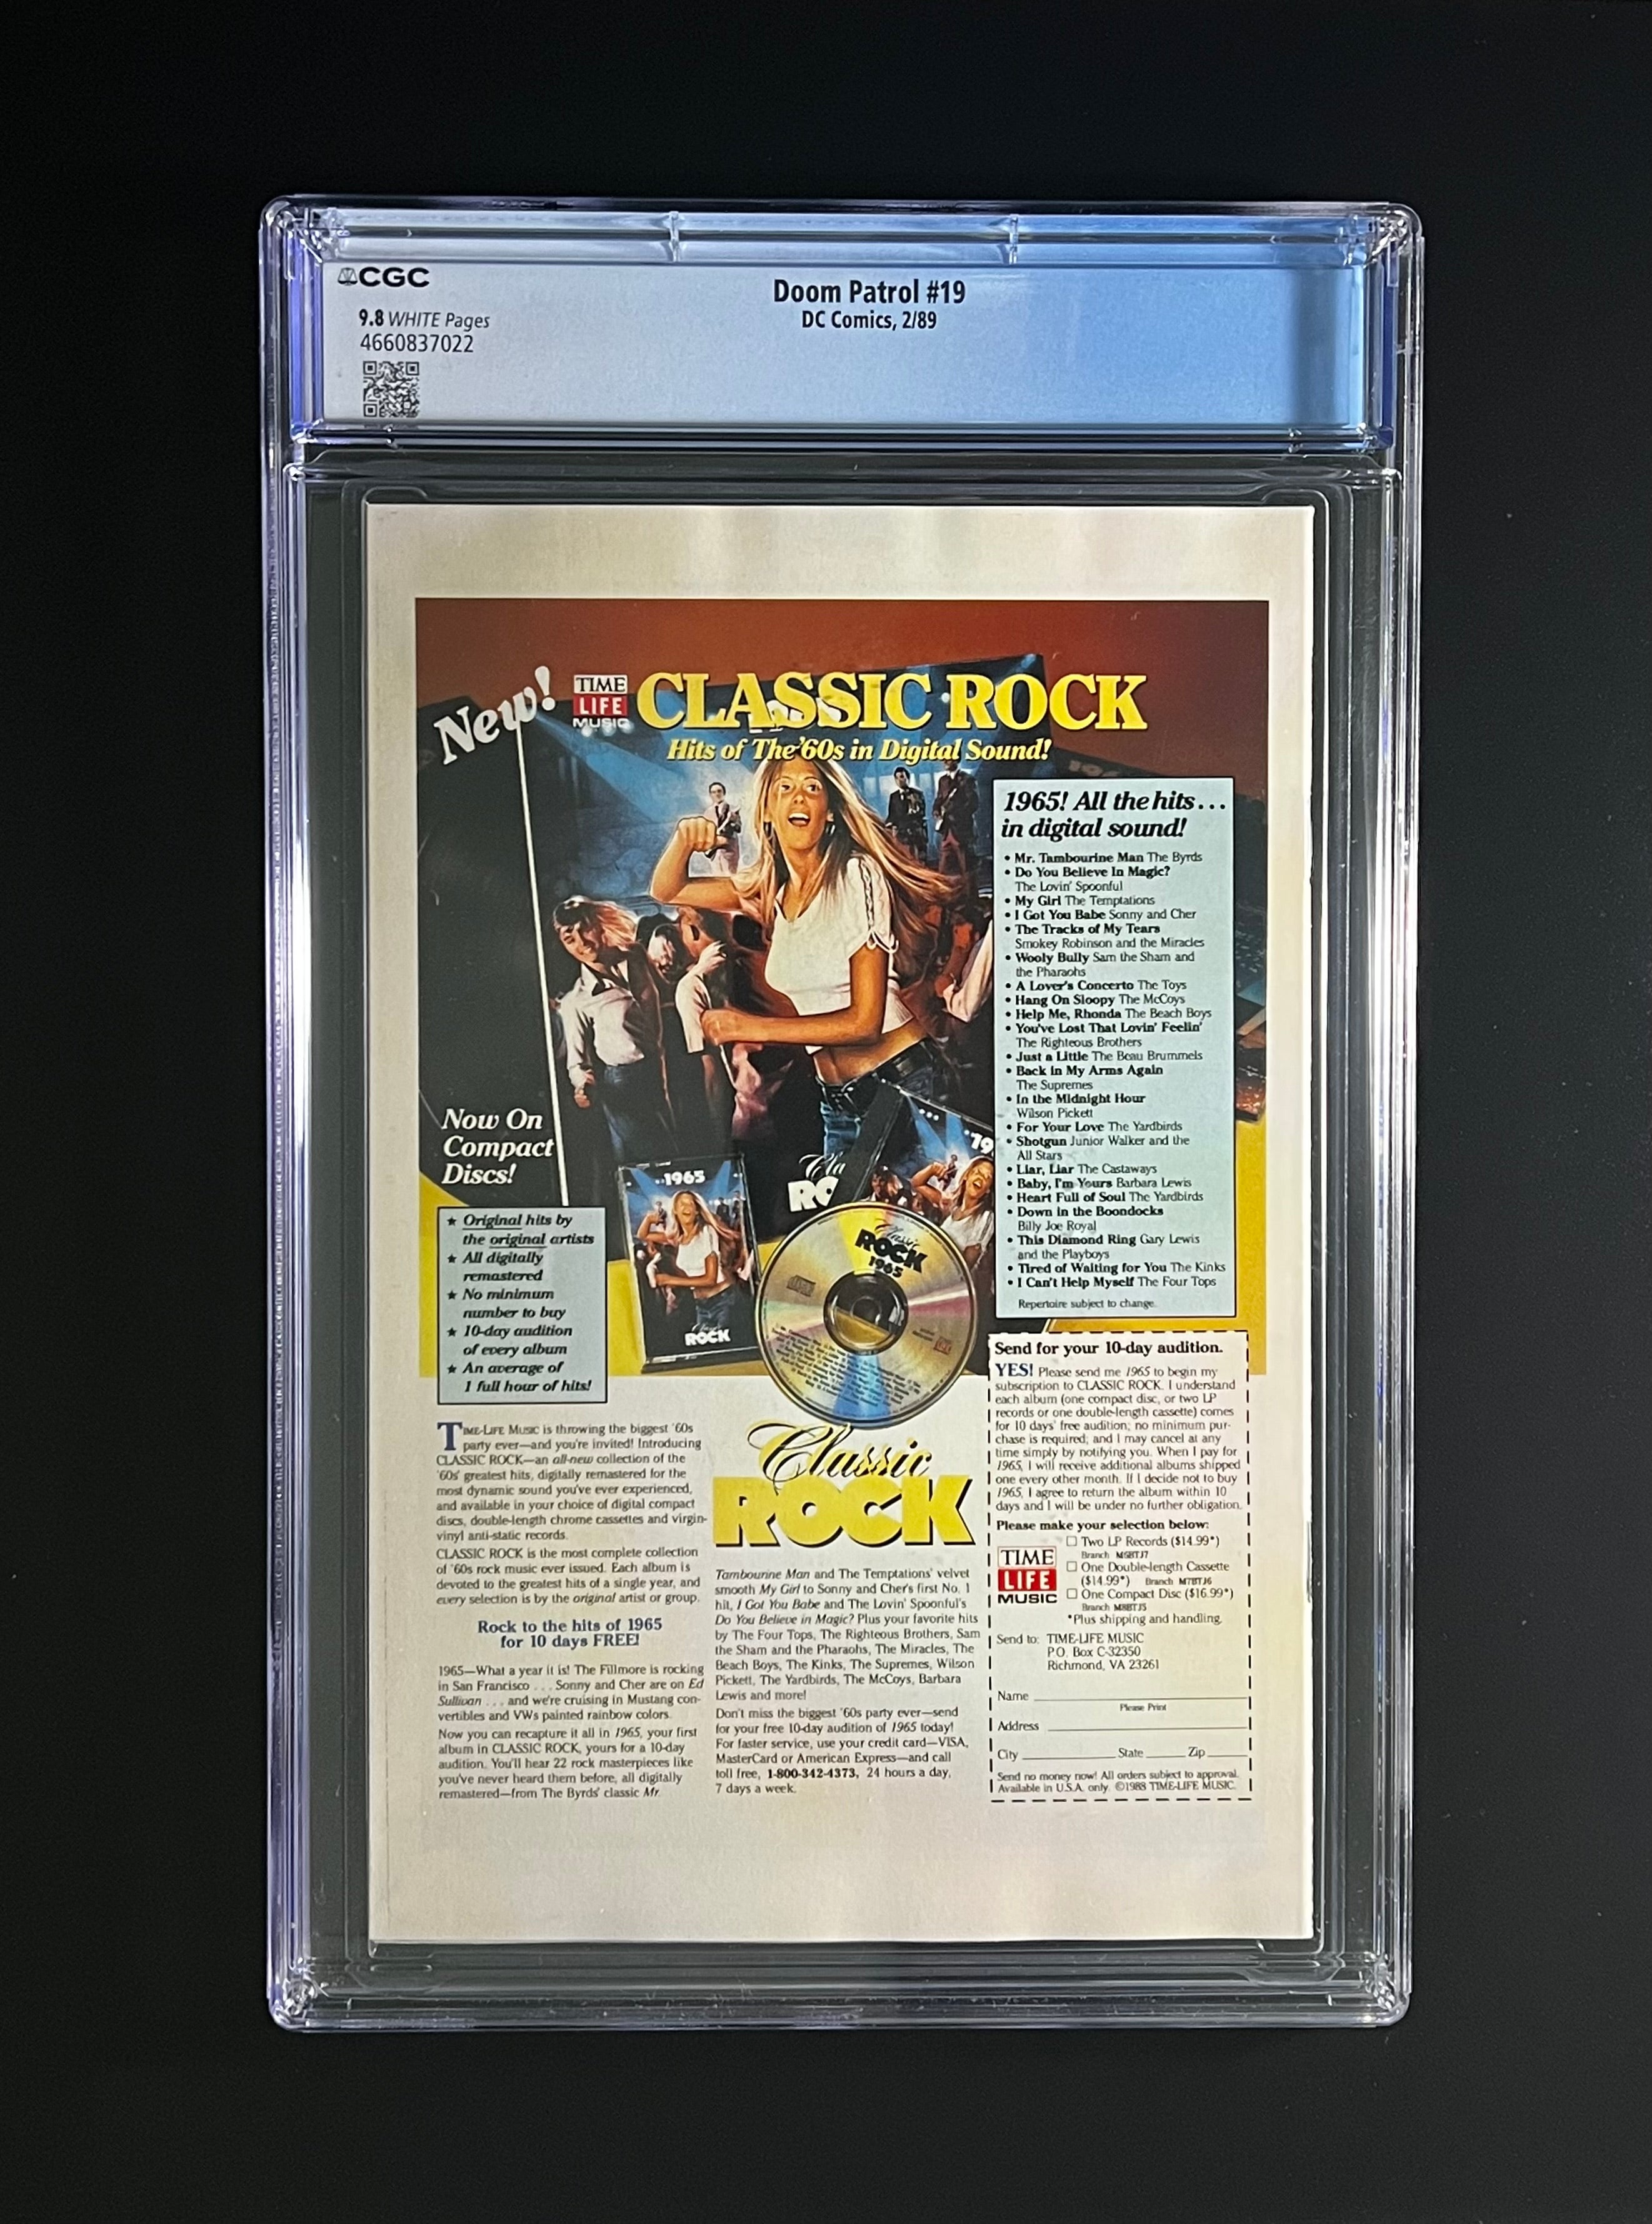 CGC
9.8 WHITE Pages
4660837022
Doom Patrol #19
DC Comics, 2/89
New!
TIME
LIFE
MUSIC
CLASSIC ROCK
Hits of The '60s in Digital Sound!
1965! All the hits...
in digital sound!
• Mr. Tambourine Man The Byrds
• Do You Believe In Magic?
The Lovin' Spoonful
• My Girl The Temptations
• I Got You Babe Sonny and Cher
• The Tracks of My Tears
Smokey Robinson and the Miracles
• Wooly Bully Sam the Sham and
the Pharaohs
• A Lover's Concerto The Toys
• Hang On Sloopy The McCoys
• Help Me, Rhonda The Beach Boys
• You've Lost That Lovin' Feelin'
The Righteous Brothers
• Just a Little The Beau Brummels
• Back in My Arms Again
The Supremes
• In the Midnight Hour
Wilson Pickett
• For Your Love The Yardbirds
• Shotgun Junior Walker and the
All Stars
• Liar, Liar The Castaways
• Baby, I'm Yours Barbara Lewis
• Heart Full of Soul The Yardbirds
• Down in the Boondocks
Billy Joe Royal
• This Diamond Ring Gary Lewis
and the Playboys
• Tired of Waiting for You The Kinks
• I Can't Help Myself The Four Tops
Repertoire subject to change.
Now On
Compact
Discs!
★ Original hits by
the original artists
★ All digitally
remastered
★ No minimum
number to buy
★ 10-day audition
of every album
★ An average of
1 full hour of hits!
1965
Classic
ROCK
Cla
RO
'19
Classic
ROCK
1965
TIME-LIFE MUSIC is throwing the biggest '60s
party ever—and you're invited! Introducing
CLASSIC ROCK—an all-new collection of the
'60s' greatest hits, digitally remastered for the
most dynamic sound you've ever experienced,
and available in your choice of digital compact
discs, double-length chrome cassettes and virgin-
vinyl anti-static records.
CLASSIC ROCK is the most complete collection
of '60s rock music ever issued. Each album is
devoted to the greatest hits of a single year, and
every selection is by the original artist or group.
Rock to the hits of 1965
for 10 days FREE!
1965—What a year it is! The Fillmore is rocking
in San Francisco . . . Sonny and Cher are on Ed
Sullivan . . . and we're cruising in Mustang con-
vertibles and VWs painted rainbow colors.
Now you can recapture it all in 1965, your first
album in CLASSIC ROCK, yours for a 10-day
audition. You'll hear 22 rock masterpieces like
you've never heard them before, all digitally
remastered—from The Byrds' classic Mr.
Classic
ROCK
Tambourine Man and The Temptations' velvet
smooth My Girl to Sonny and Cher's first No. 1
hit, I Got You Babe and The Lovin' Spoonful's
Do You Believe in Magic? Plus your favorite hits
by The Four Tops, The Righteous Brothers, Sam
the Sham and the Pharaohs, The Miracles, The
Beach Boys, The Kinks, The Supremes, Wilson
Pickett, The Yardbirds, The McCoys, Barbara
Lewis and more!
Don't miss the biggest '60s party ever—send
for your free 10-day audition of 1965 today!
For faster service, use your credit card—VISA,
MasterCard or American Express—and call
toll free, 1-800-342-4373, 24 hours a day,
7 days a week.
Send for your 10-day audition.
YES! Please send me 1965 to begin my
subscription to CLASSIC ROCK. I understand
each album (one compact disc, or two LP
records or one double-length cassette) comes
for 10 days' free audition; no minimum pur-
chase is required; and I may cancel at any
time simply by notifying you. When I pay for
1965, I will receive additional albums shipped
one every other month. If I decide not to buy
1965, I agree to return the album within 10
days and I will be under no further obligation.
Please make your selection below:
TIME
LIFE
MUSIC
☐ Two LP Records ($14.99*)
Branch M5BTJ7
☐ One Double-length Cassette
($14.99*) Branch M7BTJ6
☐ One Compact Disc ($16.99*)
Branch M8BTJ5
*Plus shipping and handling.
Send to: TIME-LIFE MUSIC
P.O. Box C-32350
Richmond, VA 23261
Name
Please Print
Address
City State Zip
Send no money now! All orders subject to approval.
Available in U.S.A. only. ©1988 TIME-LIFE MUSIC.